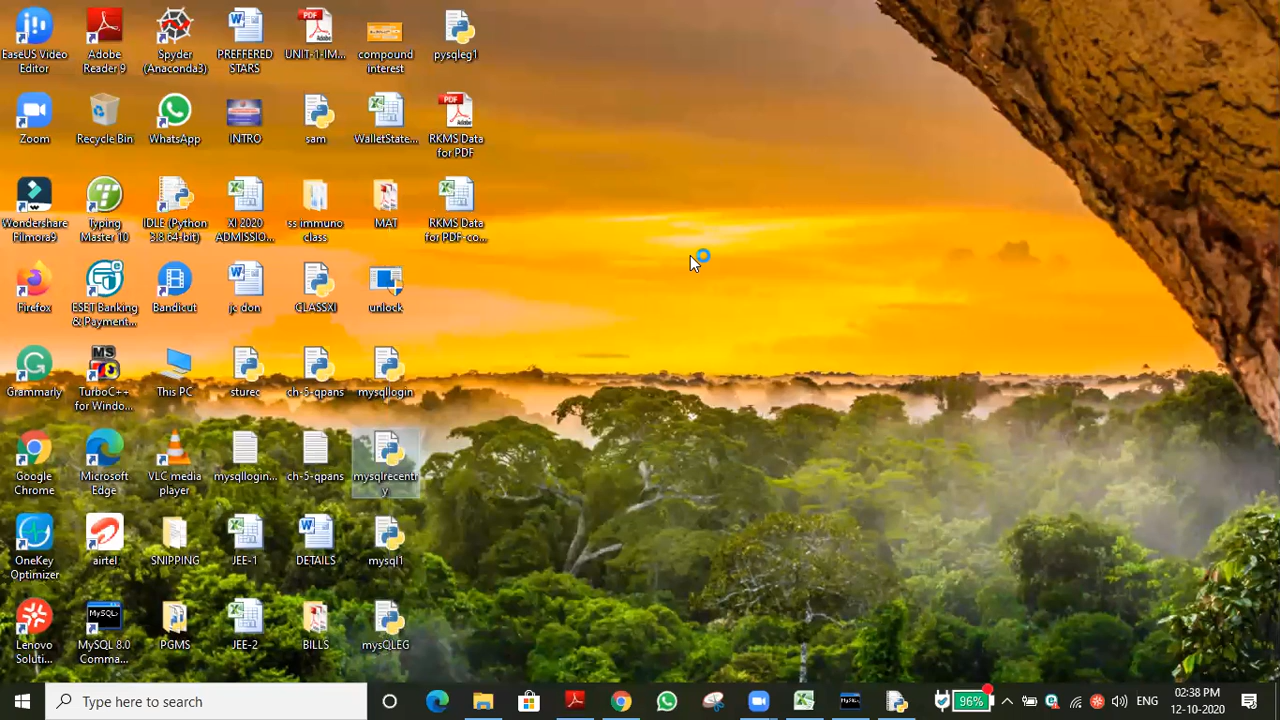 EaseUS Video
Editor
Adobe
Reader 9
Spyder
(Anaconda3)
PREFFERED
STARS
PDF
UNIT-1-IM...
compound
interest
pysqleg1
Zoom
Recycle Bin
WhatsApp
INTRO
sam
WalletState...
PDF
RKMS Data
for PDF
Wondershare
Filmora9
Typing
Master 10
IDLE (Python
3.8 64-bit)
XI 2020
ADMISSIO...
ss immuno
class
MAT
RKMS Data
for PDF-co...
Firefox
ESET Banking
& Payment...
Bandicut
jc don
CLASSXI
unlock
Grammarly
MS
TurboC++
for Windo...
This PC
sturec
ch-5-qpans
mysqllogin
Google
Chrome
Microsoft
Edge
VLC media
player
mysqllogin...
ch-5-qpans
mysqlrecentr
y
OneKey
Optimizer
airtel
SNIPPING
JEE-1
DETAILS
mysql1
Lenovo
Soluti...
MySQL
MySQL 8.0
Comma...
PGMS
JEE-2
BILLS
mysQLEG
Type here to search
96%
ENG
02:38 PM
12-10-2020